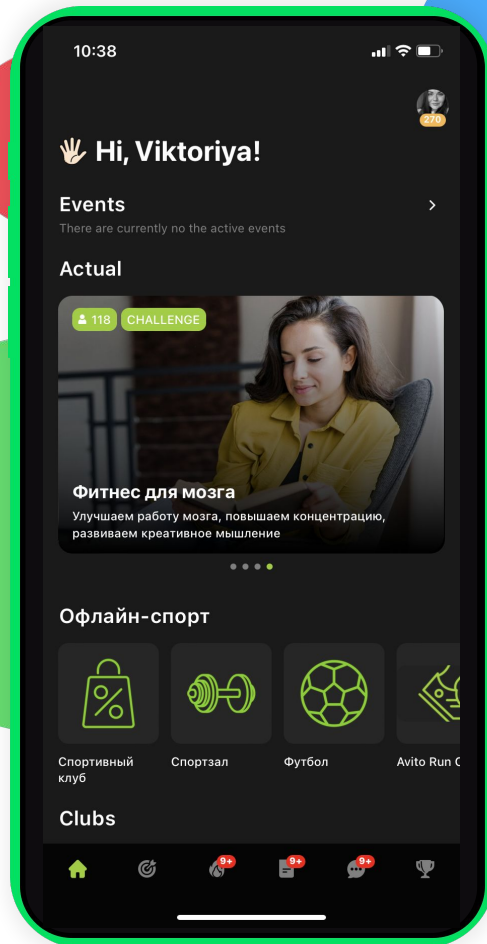 10:38
270
Hi, Viktoriya!
Events
There are currently no the active events
Actual
118 CHALLENGE
Фитнес для мозга
Улучшаем работу мозга, повышаем концентрацию,
развиваем креативное мышление
Офлайн-спорт
Спортивный
клуб
Спортзал
Футбол
Avito Run C
Clubs
9+ 9+ 9+